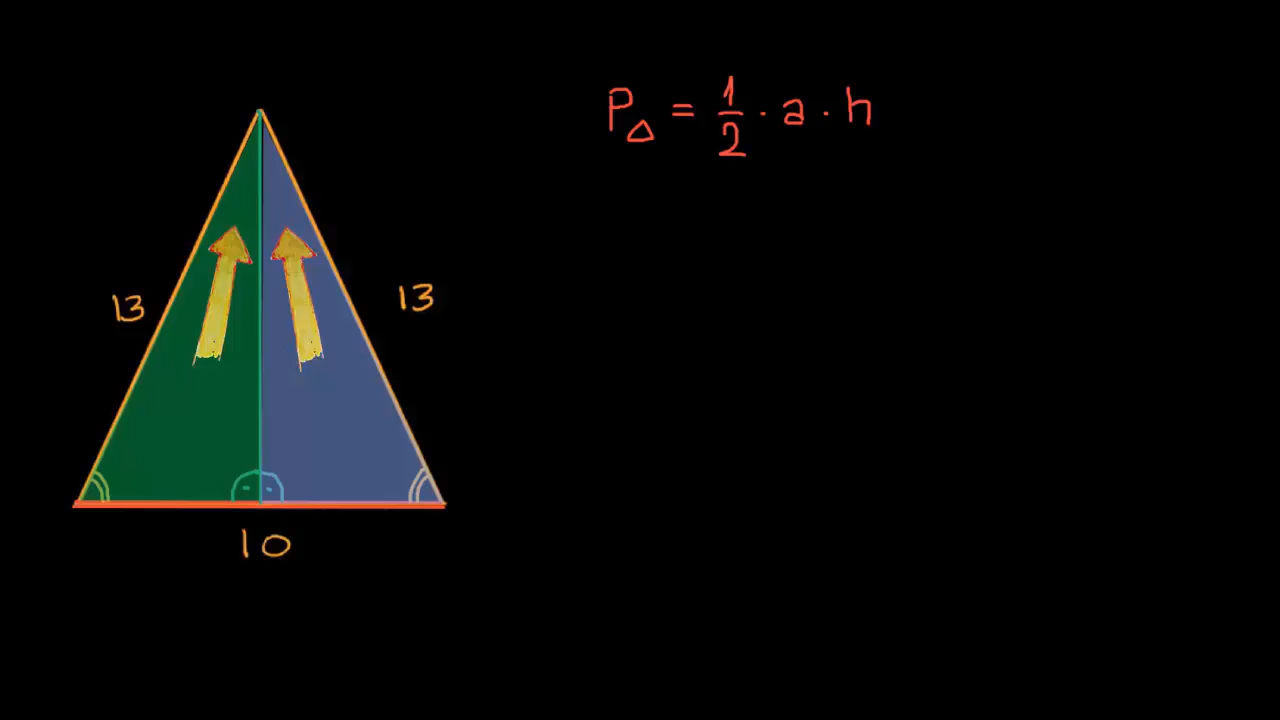 P△ = 1/2 · a · h
13
13
10